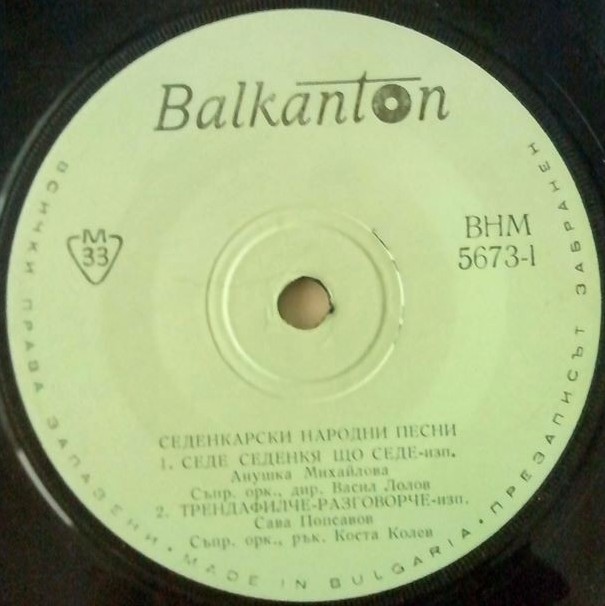 Balkanton
М
33
ВНМ
5673-1
СЕДЕНКАРСКИ НАРОДНИ ПЕСНИ
1. СЕДЕ СЕДЕНКЯ ЩО СЕДЕ-изп.
Анушка Михайлова
Съпр. орк., дир. Васил Лолов
2. ТРЕНДАФИЛЧЕ-РАЗГОВОРЧЕ-изп.
Сава Попсавов
Съпр. орк., рък. Коста Колев
ВСИЧКИ ПРАВА ЗАПАЗЕНИ • MADE IN BULGARIA • ПРЕЗАПИСЪТ ЗАБРАНЕН